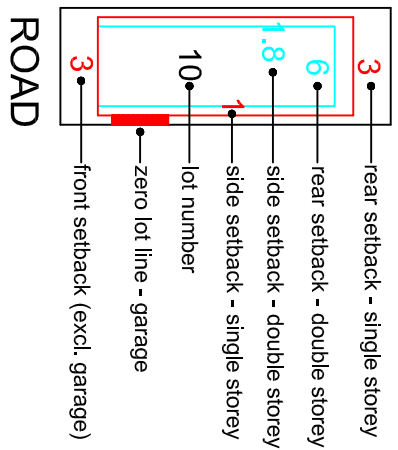 3
rear setback - single storey
6
rear setback - double storey
1.8
side setback - double storey
1
side setback - single storey
10
lot number
zero lot line - garage
3
front setback (excl. garage)
ROAD